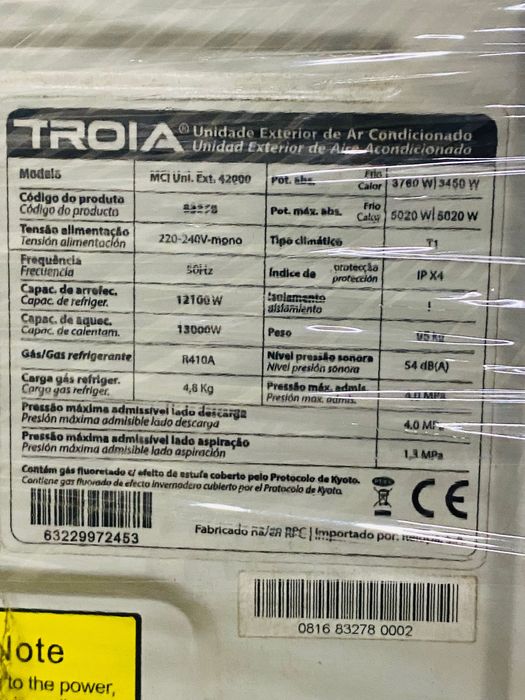 TROIA® Unidade Exterior de Ar Condicionado
Unidad Exterior de Aire Acondicionado
Modelo MCI Uni. Ext. 42000 Pot. abs. Frio Calor 3760 W|3450 W
Código do produto
Código do producto
Pot. máx. abs. Frio Calor 5020 W|5020 W
Tensão alimentação
Tensión alimentación
220-240V-mono Tipo climático T1
Frequência
Frecuencia
50Hz Índice de protecção
protección
IP X4
Capac. de arrefec.
Capac. de refriger.
12100W Isolamento
aislamiento
I
Capac. de aquec.
Capac. de calentam.
13000W Peso
Gás/Gas refrigerante R410A Nível pressão sonora
Nivel presión sonora
54 dB(A)
Carga gás refriger.
Carga gas refriger.
4,8 Kg Pressão máx. admis.
Presión max. admis.
4.0 MPa
Pressão máxima admissível lado descarga
Presión máxima admisible lado descarga
4.0 MPa
Pressão máxima admissível lado aspiração
Presión máxima admisible lado aspiración
1,3 MPa
Contém gás fluoretado c/ efeito de estufa coberto pelo Protocolo de Kyoto.
Contiene gas fluorado de efecto invernadero cubierto por el Protocolo de Kyoto.
CE
63229972453
Fabricado na/en RPC | Importado por:
0816 83278 0002
Note
to the power,